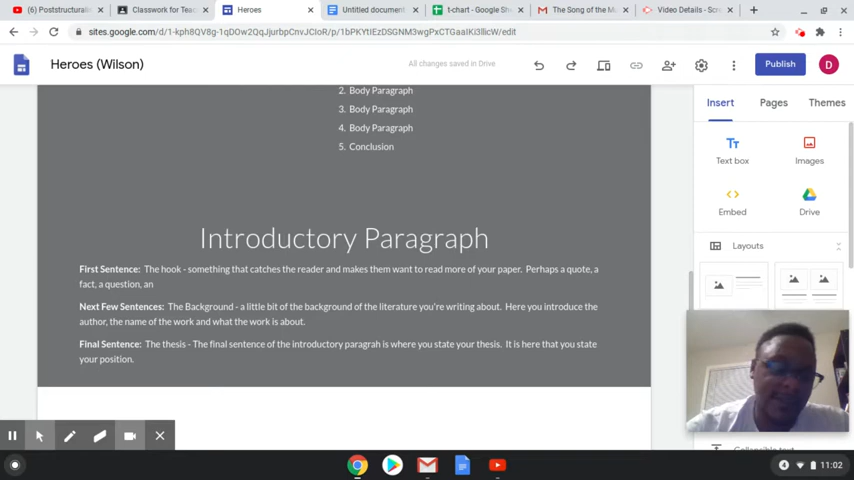 (6) Poststructurali
Classwork for Tea
Heroes
Untitled document
t-chart - Google Sh
The Song of the M
Video Details - Scre
sites.google.com/d/1-kph8QV8g-1qDOw2QqJjurbpCnvJCIoR/p/1bPKYtIEzDSGNM3wgPxCTGaaIKi3llicW/edit
Heroes (Wilson)
All changes saved in Drive
Publish
D
Insert
Pages
Themes
2. Body Paragraph
3. Body Paragraph
4. Body Paragraph
5. Conclusion
Tт
Text box
Images
Embed
Drive
Layouts
Introductory Paragraph
First Sentence: The hook - something that catches the reader and makes them want to read more of your paper. Perhaps a quote, a
fact, a question, an
Next Few Sentences: The Background - a little bit of the background of the literature you're writing about. Here you introduce the
author, the name of the work and what the work is about.
Final Sentence: The thesis - The final sentence of the introductory paragrah is where you state your thesis. It is here that you state
your position.
Collapsible text
4
11:02